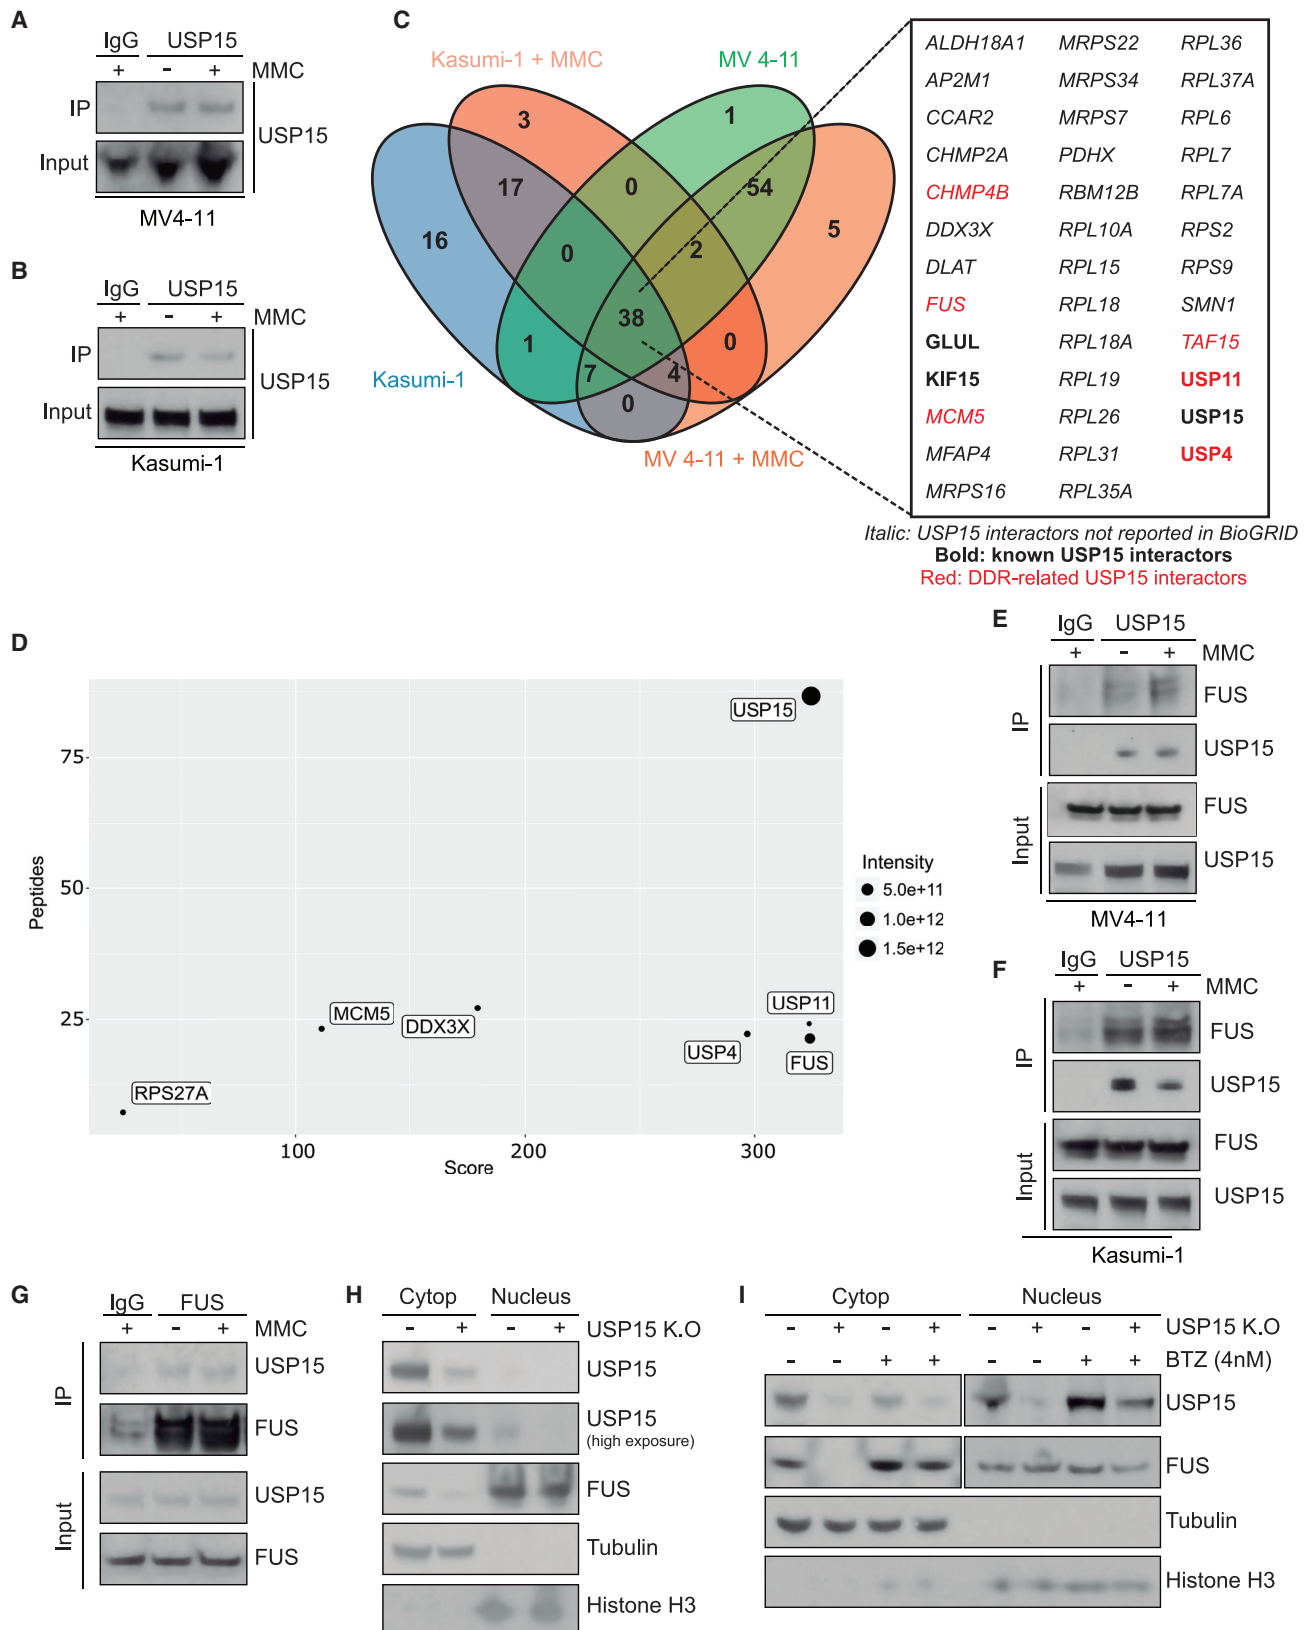 A
IgG USP15
+ - + MMC
IP
Input
USP15
MV4-11
B
IgG USP15
+ - + MMC
IP
Input
USP15
Kasumi-1
C
Kasumi-1 + MMC
MV 4-11
3
1
17
0
54
16
0
2
5
38
1
0
7
4
0
Kasumi-1
MV 4-11 + MMC
ALDH18A1 MRPS22 RPL36
AP2M1 MRPS34 RPL37A
CCAR2 MRPS7 RPL6
CHMP2A PDHX RPL7
CHMP4B RBM12B RPL7A
DDX3X RPL10A RPS2
DLAT RPL15 RPS9
FUS RPL18 SMN1
GLUL RPL18A TAF15
KIF15 RPL19 USP11
MCM5 RPL26 USP15
MFAP4 RPL31 USP4
MRPS16 RPL35A
Italic: USP15 interactors not reported in BioGRID
Bold: known USP15 interactors
Red: DDR-related USP15 interactors
D
Peptides
75
50
25
100 200 300
Score
USP15
MCM5
DDX3X
USP11
USP4
FUS
RPS27A
Intensity
5.0e+11
1.0e+12
1.5e+12
E
IgG USP15
+ - + MMC
IP
FUS
USP15
Input
FUS
USP15
MV4-11
F
IgG USP15
+ - + MMC
IP
FUS
USP15
Input
FUS
USP15
Kasumi-1
G
IgG FUS
+ - + MMC
IP
USP15
FUS
Input
USP15
FUS
H
Cytop Nucleus
- + - + USP15 K.O
USP15
USP15
(high exposure)
FUS
Tubulin
Histone H3
I
Cytop Nucleus
- + - + - + - + USP15 K.O
- - + + - - + + BTZ (4nM)
USP15
FUS
Tubulin
Histone H3